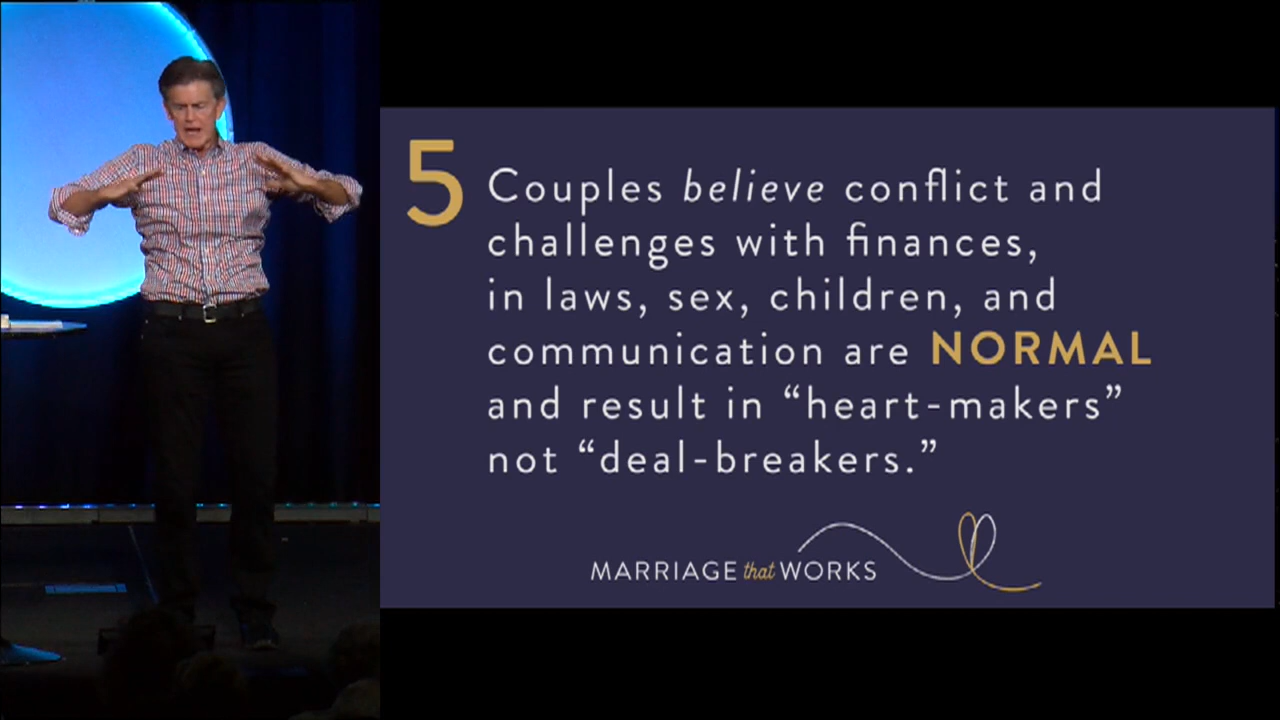 5
Couples believe conflict and
challenges with finances,
in laws, sex, children, and
communication are NORMAL
and result in “heart-makers”
not “deal-breakers.”
MARRIAGE that WORKS